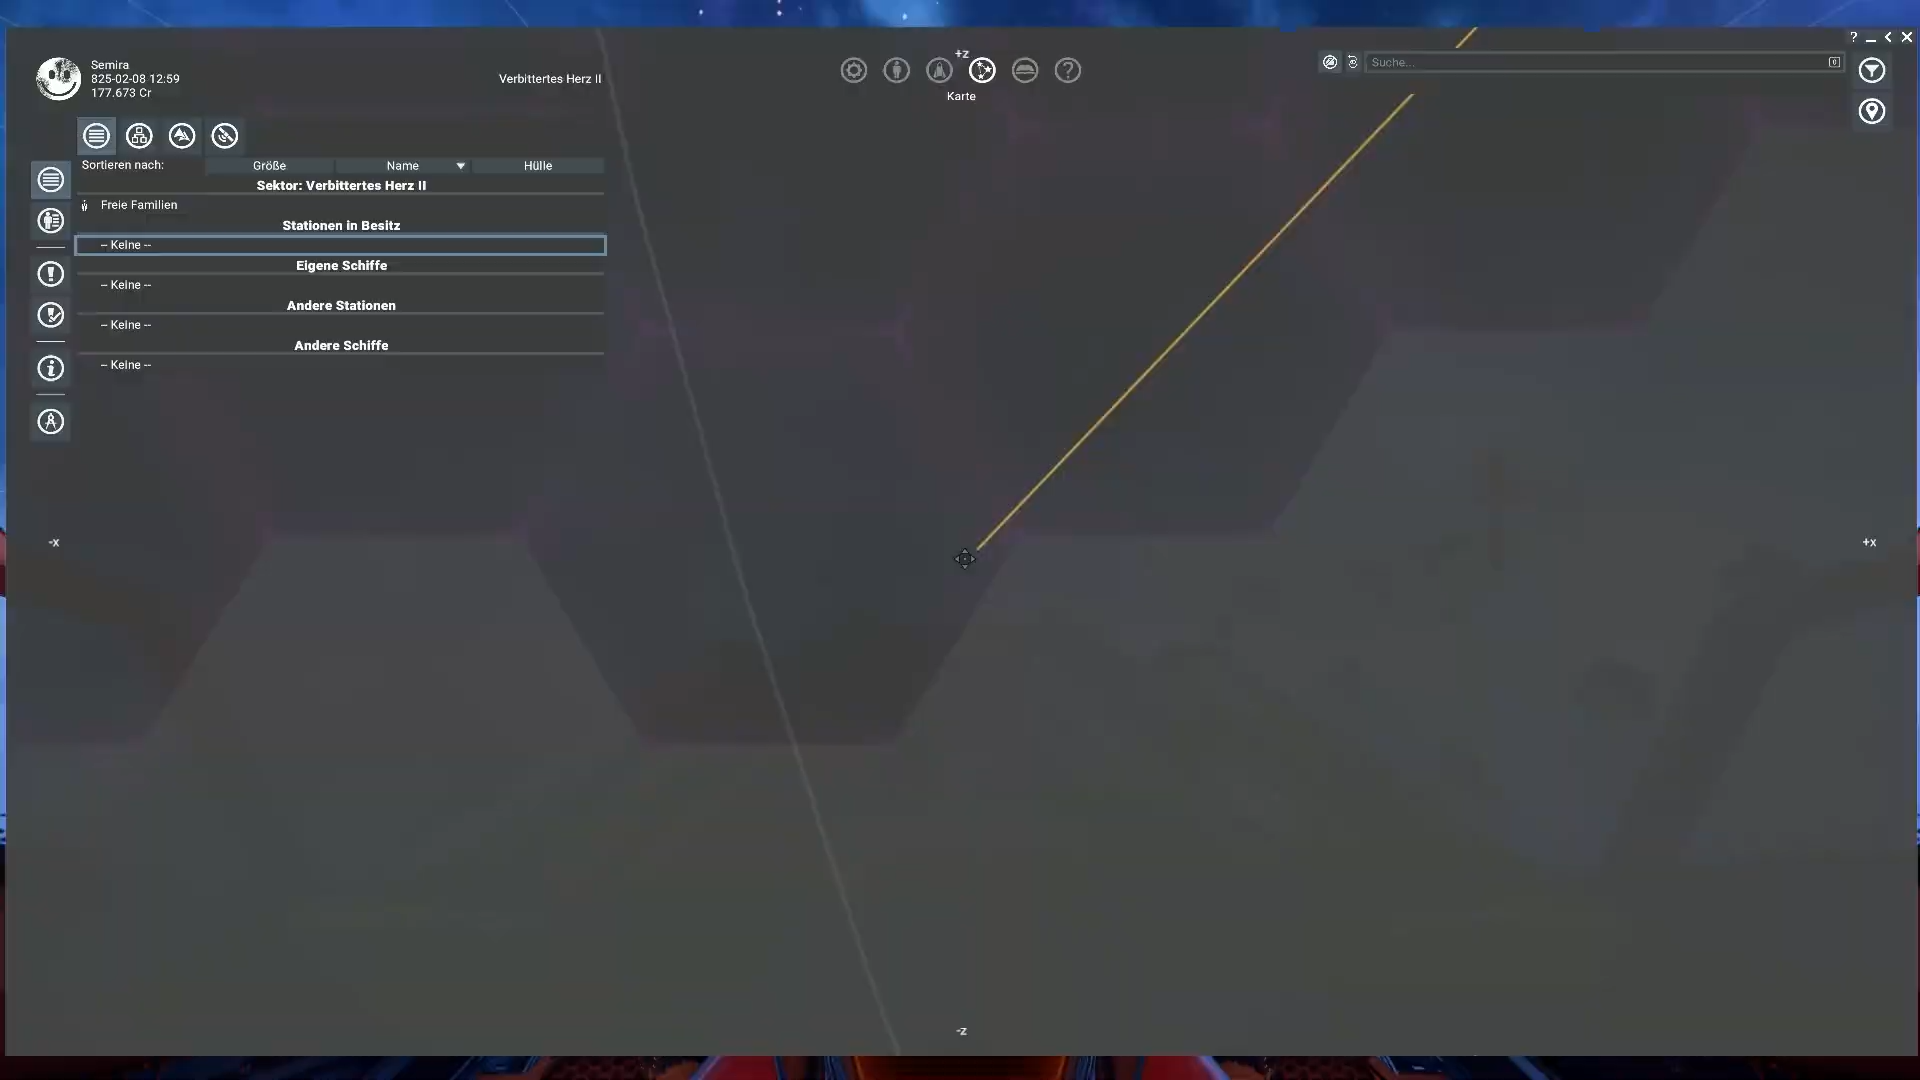 Semira
825-02-08 12:59
177.673 Cr
Verbittertes Herz II
+z
Karte
Suche...
0
?
Sortieren nach:
Größe
Name
Hülle
Sektor: Verbittertes Herz II
Freie Familien
Stationen in Besitz
-- Keine --
Eigene Schiffe
-- Keine --
Andere Stationen
-- Keine --
Andere Schiffe
-- Keine --
-x
+x
-z